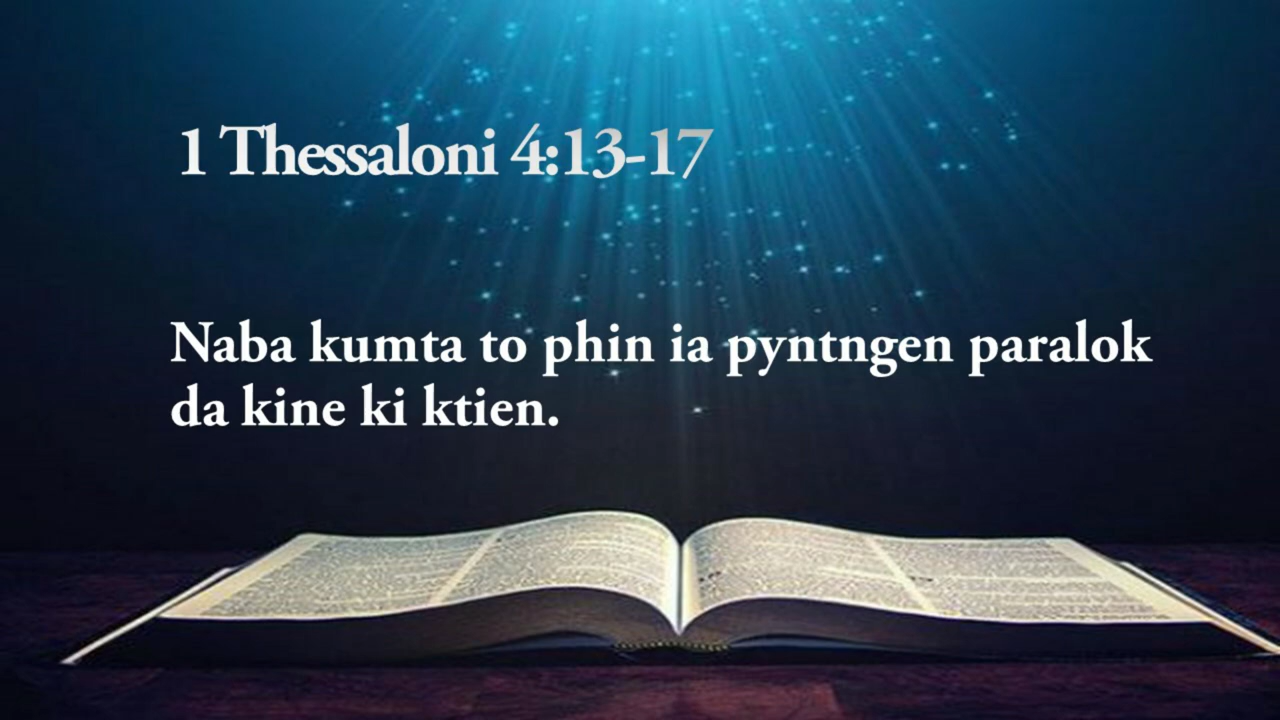 1 Thessaloni 4:13-17
Naba kumta to phin ia pyntngen paralok
da kine ki ktien.